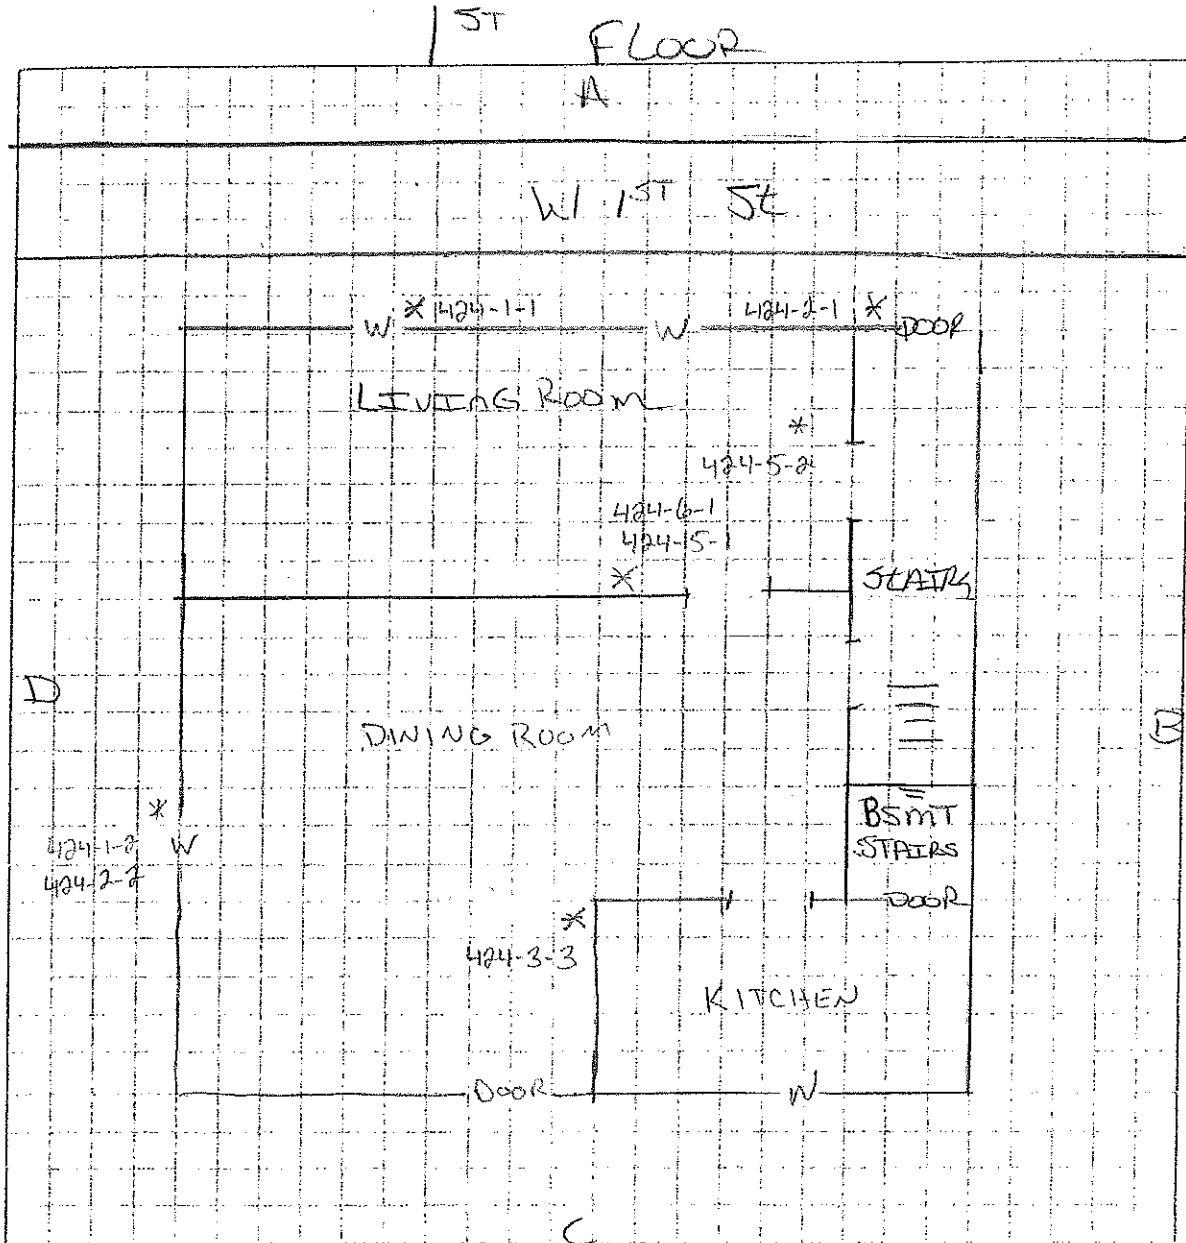 1ST FLOOR
A
W 1ST St
W * 424-1-1 W 424-2-1 * DOOR
LIVING ROOM
*
424-5-2
424-6-1
424-15-1
*
STAIRS
D
DINING ROOM
B
*
424-1-2 W
424-2-2
BSMT
STAIRS
DOOR
*
424-3-3
KITCHEN
DOOR W
C